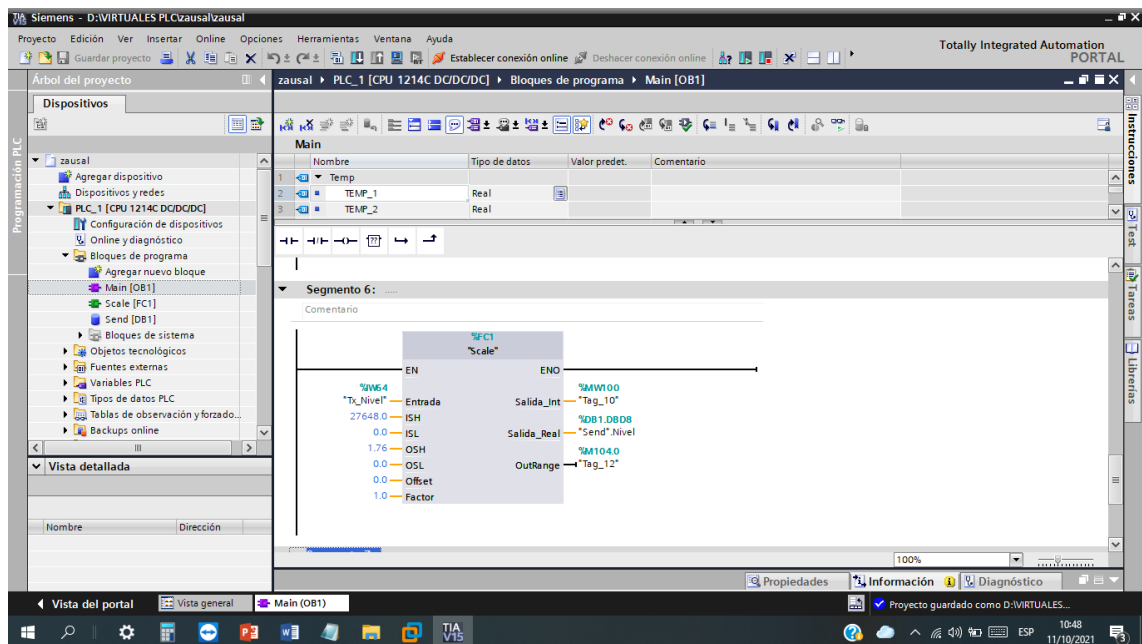 Siemens - D:\VIRTUALES PLC\zausal\zausal
Proyecto Edición Ver Insertar Online Opciones Herramientas Ventana Ayuda
Totally Integrated Automation
PORTAL
Guardar proyecto Establecer conexión online Deshacer conexión online
Árbol del proyecto
zausal PLC_1 [CPU 1214C DC/DC/DC] Bloques de programa Main [OB1]
Dispositivos
Programación PLC
zausal
Agregar dispositivo
Dispositivos y redes
PLC_1 [CPU 1214C DC/DC/DC]
Configuración de dispositivos
Online y diagnóstico
Bloques de programa
Agregar nuevo bloque
Main [OB1]
Scale [FC1]
Send [DB1]
Bloques de sistema
Objetos tecnológicos
Fuentes externas
Variables PLC
Tipos de datos PLC
Tablas de observación y forzado...
Backups online
Vista detallada
Nombre Dirección
Main
Nombre Tipo de datos Valor predet. Comentario
1 Temp
2 TEMP_1 Real
3 TEMP_2 Real
??
Segmento 6: .....
Comentario
%FC1
"Scale"
EN ENO
%IW64
"Tx_Nivel" Entrada
27648.0 ISH
0.0 ISL
1.76 OSH
0.0 OSL
0.0 Offset
1.0 Factor
%MW100
Salida_Int "Tag_10"
%DB1.DBD8
Salida_Real "Send".Nivel
%M104.0
OutRange "Tag_12"
100%
Propiedades Información Diagnóstico
Instrucciones
Test
Tareas
Librerías
Vista del portal Vista general Main (OB1) Proyecto guardado como D:\VIRTUALES...
TIA
V15
ESP
10:48
11/10/2021